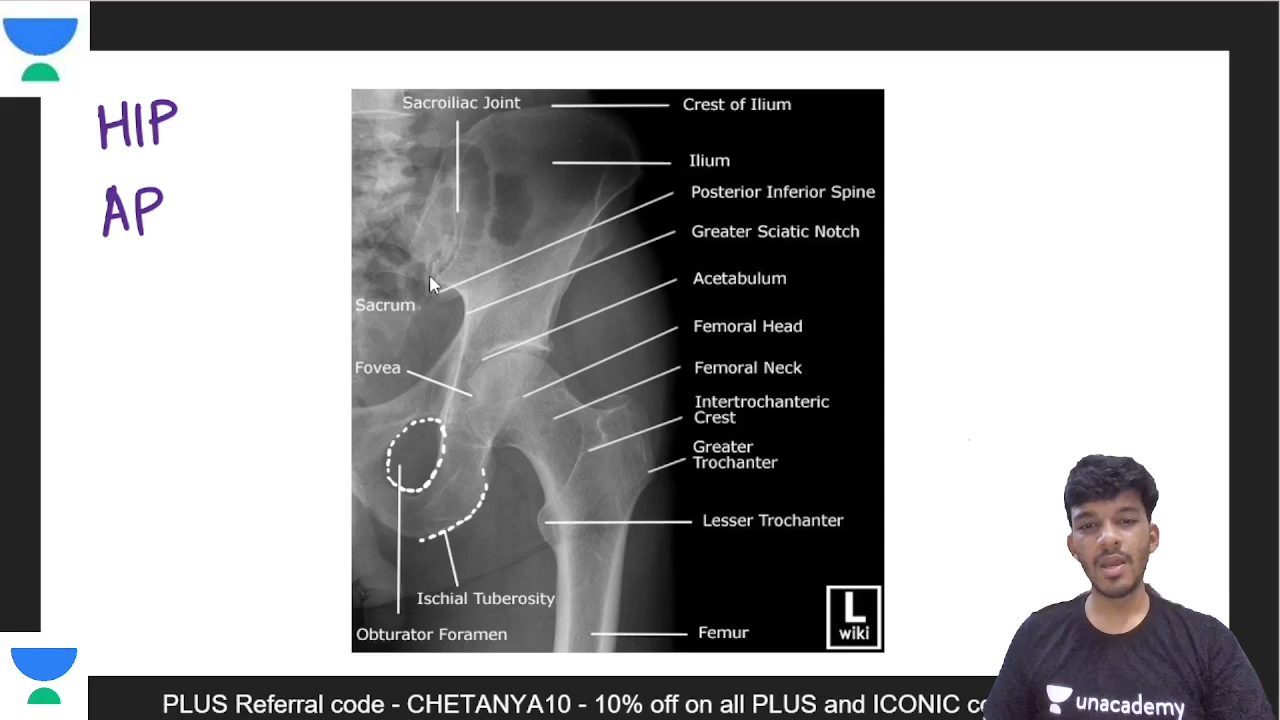 HIP
AP
Sacroiliac Joint
Crest of Ilium
Ilium
Posterior Inferior Spine
Greater Sciatic Notch
Acetabulum
Sacrum
Femoral Head
Fovea
Femoral Neck
Intertrochanteric
Crest
Greater
Trochanter
Lesser Trochanter
Ischial Tuberosity
Obturator Foramen
Femur
L
wiki
unacademy
PLUS Referral code - CHETANYA10 - 10% off on all PLUS and ICONIC